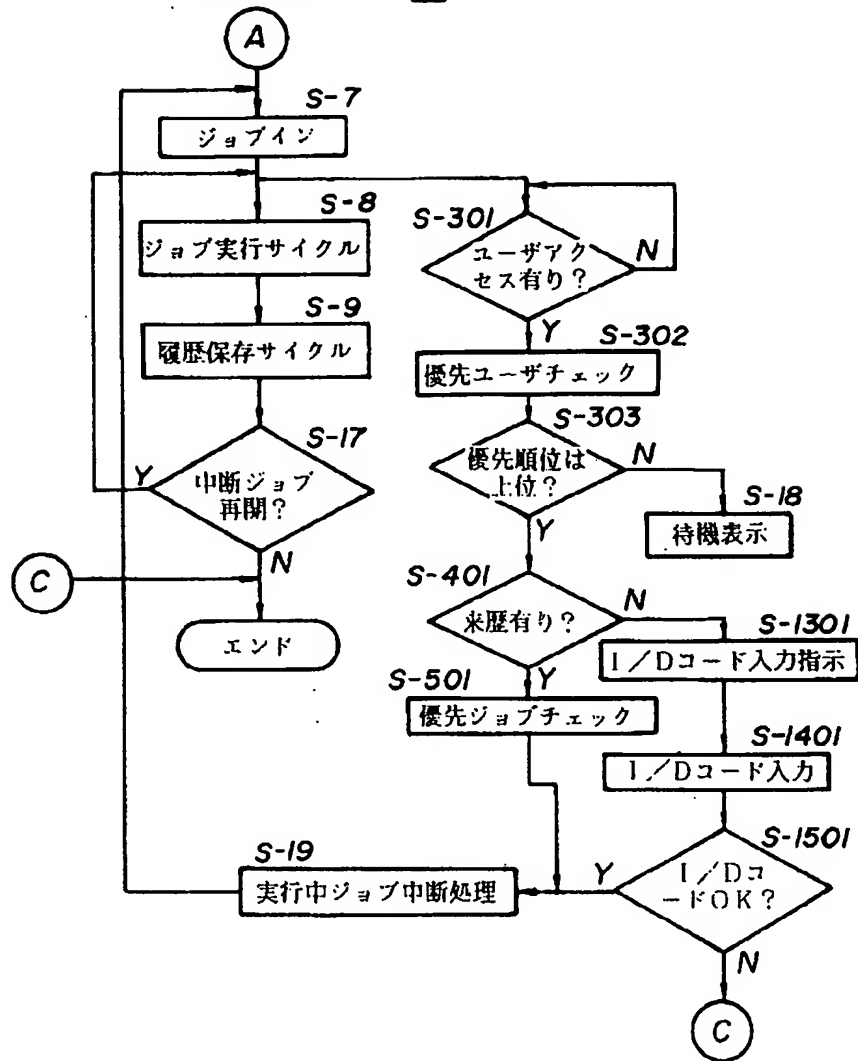 A
S-7
ジョブイン
S-8
ジョブ実行サイクル
S-9
履歴保存サイクル
S-17
中断ジョブ
再開?
Y
N
C
エンド
S-301
ユーザアク
セス有り?
N
Y
S-302
優先ユーザチェック
S-303
優先順位は
上位?
N
Y
S-18
待機表示
S-401
来歴有り?
N
Y
S-1301
I/Dコード入力指示
S-501
優先ジョブチェック
S-1401
I/Dコード入力
S-1501
I/Dコ
ードOK?
Y
N
S-19
実行中ジョブ中断処理
C